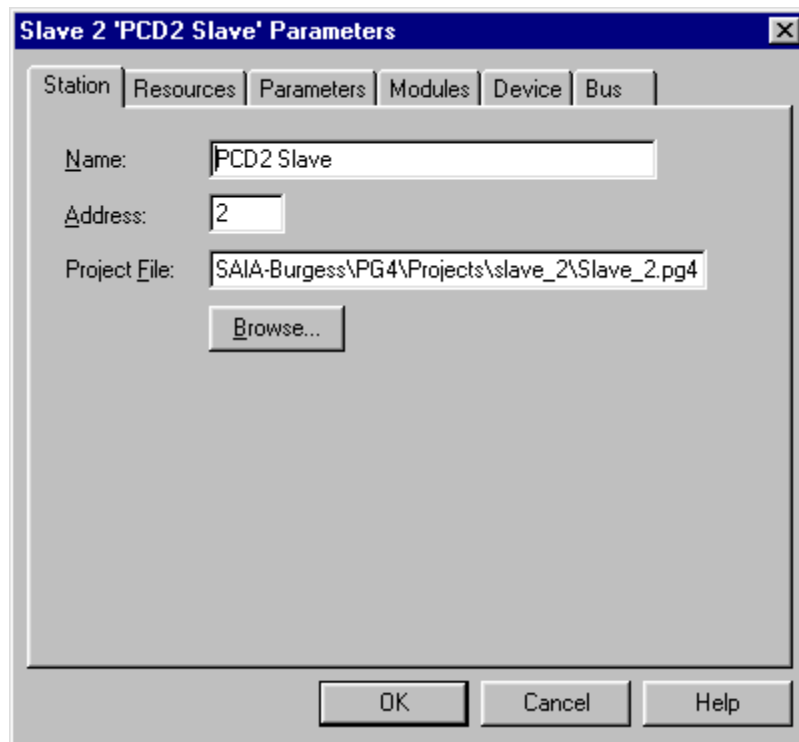 Slave 2 'PCD2 Slave' Parameters
Station Resources Parameters Modules Device Bus
Name: PCD2 Slave
Address: 2
Project File: SAIA-Burgess\PG4\Projects\slave_2\Slave_2.pg4
Browse...
OK Cancel Help